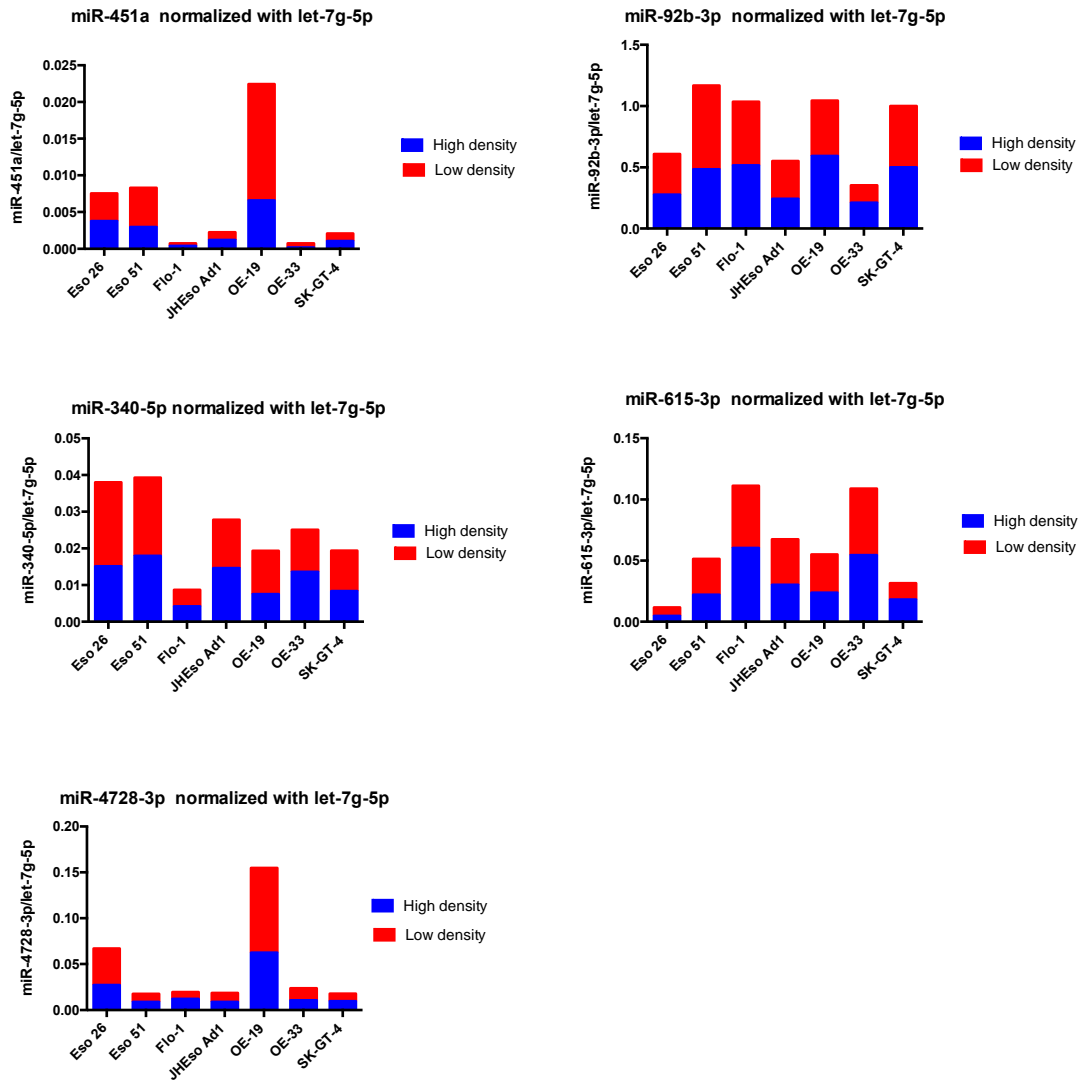 miR-451a normalized with let-7g-5p
miR-451a/let-7g-5p
0.025
0.020
0.015
0.010
0.005
0.000
Eso 26
Eso 51
Flo-1
JHEso Ad1
OE-19
OE-33
SK-GT-4
High density
Low density
miR-92b-3p normalized with let-7g-5p
miR-92b-3p/let-7g-5p
1.5
1.0
0.5
0.0
Eso 26
Eso 51
Flo-1
JHEso Ad1
OE-19
OE-33
SK-GT-4
High density
Low density
miR-340-5p normalized with let-7g-5p
miR-340-5p/let-7g-5p
0.05
0.04
0.03
0.02
0.01
0.00
Eso 26
Eso 51
Flo-1
JHEso Ad1
OE-19
OE-33
SK-GT-4
High density
Low density
miR-615-3p normalized with let-7g-5p
miR-615-3p/let-7g-5p
0.15
0.10
0.05
0.00
Eso 26
Eso 51
Flo-1
JHEso Ad1
OE-19
OE-33
SK-GT-4
High density
Low density
miR-4728-3p normalized with let-7g-5p
miR-4728-3p/let-7g-5p
0.20
0.15
0.10
0.05
0.00
Eso 26
Eso 51
Flo-1
JHEso Ad1
OE-19
OE-33
SK-GT-4
High density
Low density